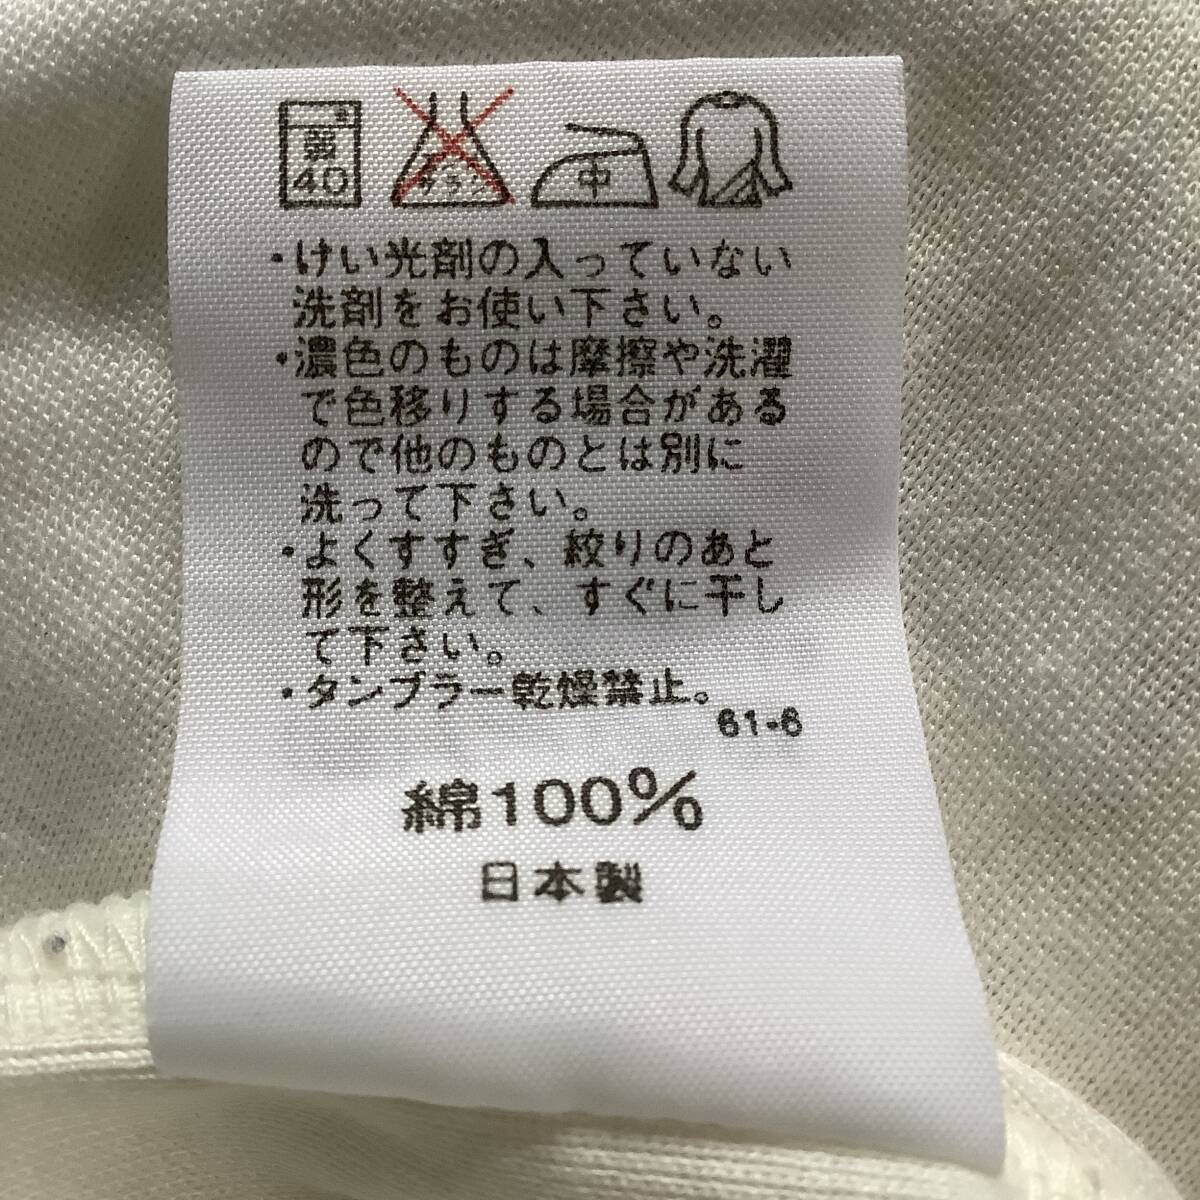 弱
40
エンソサラシ
中
・けい光剤の入っていない
洗剤をお使い下さい。
・濃色のものは摩擦や洗濯
で色移りする場合がある
ので他のものとは別に
洗って下さい。
・よくすすぎ、絞りのあと
形を整えて、すぐに干し
て下さい。
・タンブラー乾燥禁止。
61-6
綿100%
日本製